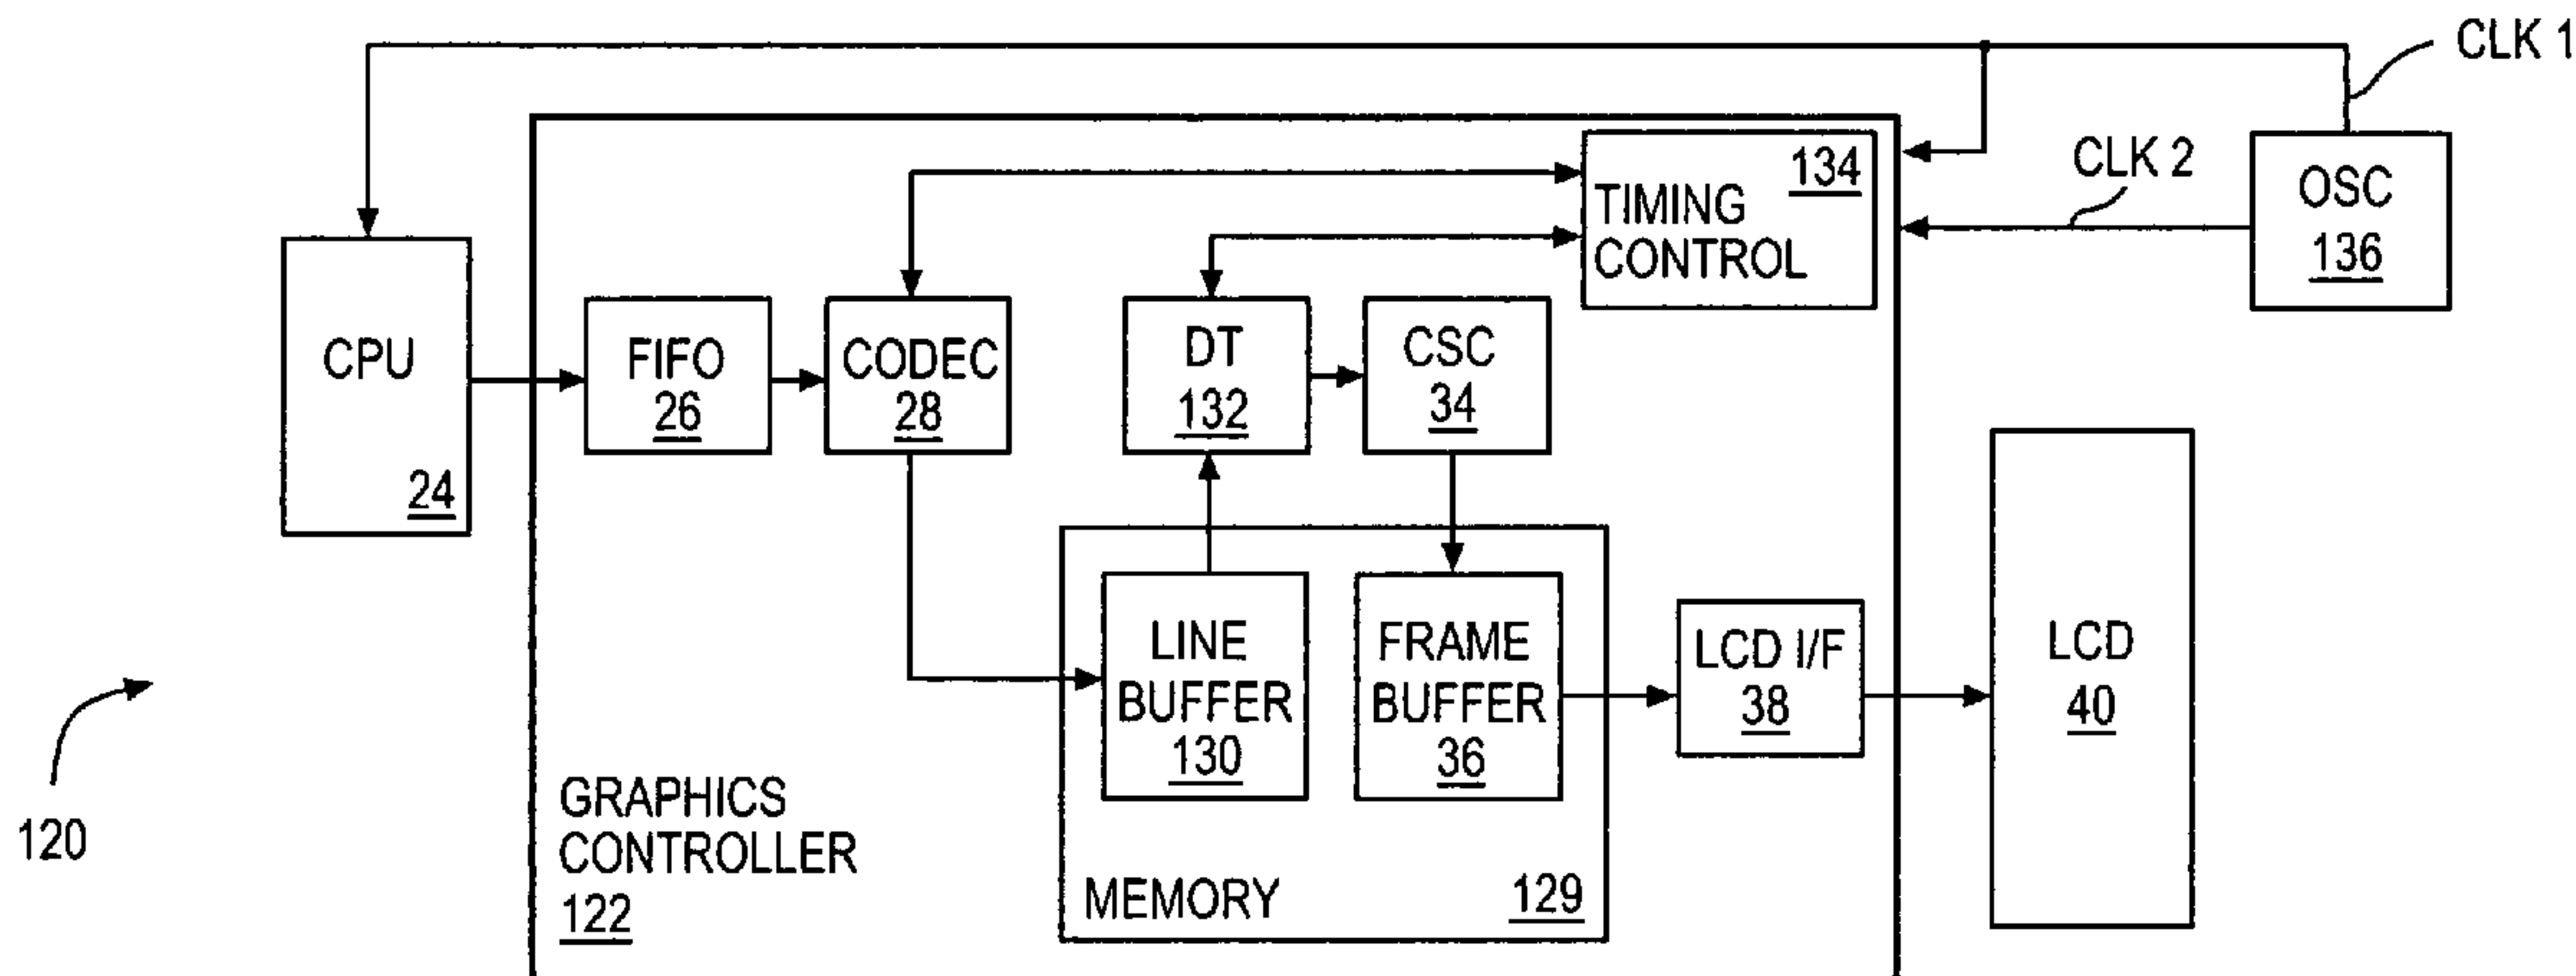 CLK 1
CLK 2
OSC
136
134
TIMING
CONTROL
CPU
24
FIFO
26
CODEC
28
DT
132
CSC
34
LINE
BUFFER
130
FRAME
BUFFER
36
MEMORY
129
LCD I/F
38
LCD
40
GRAPHICS
CONTROLLER
122
120